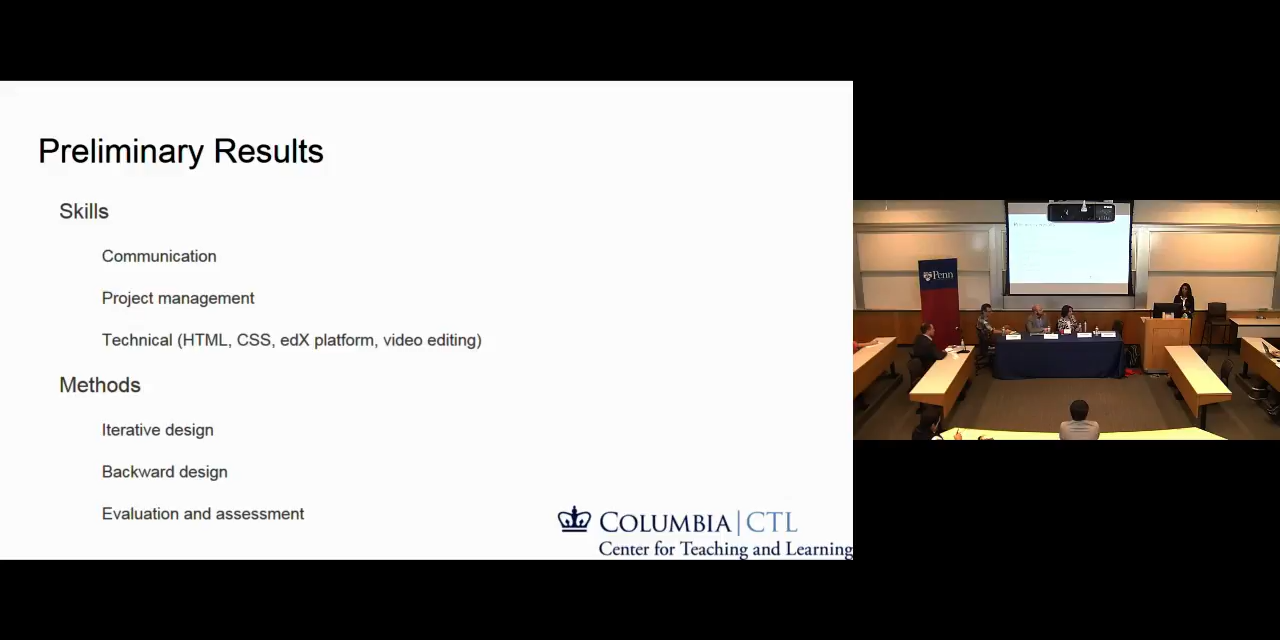 Preliminary Results
Skills
Communication
Project management
Technical (HTML, CSS, edX platform, video editing)
Methods
Iterative design
Backward design
Evaluation and assessment
COLUMBIA | CTL
Center for Teaching and Learning
Penn